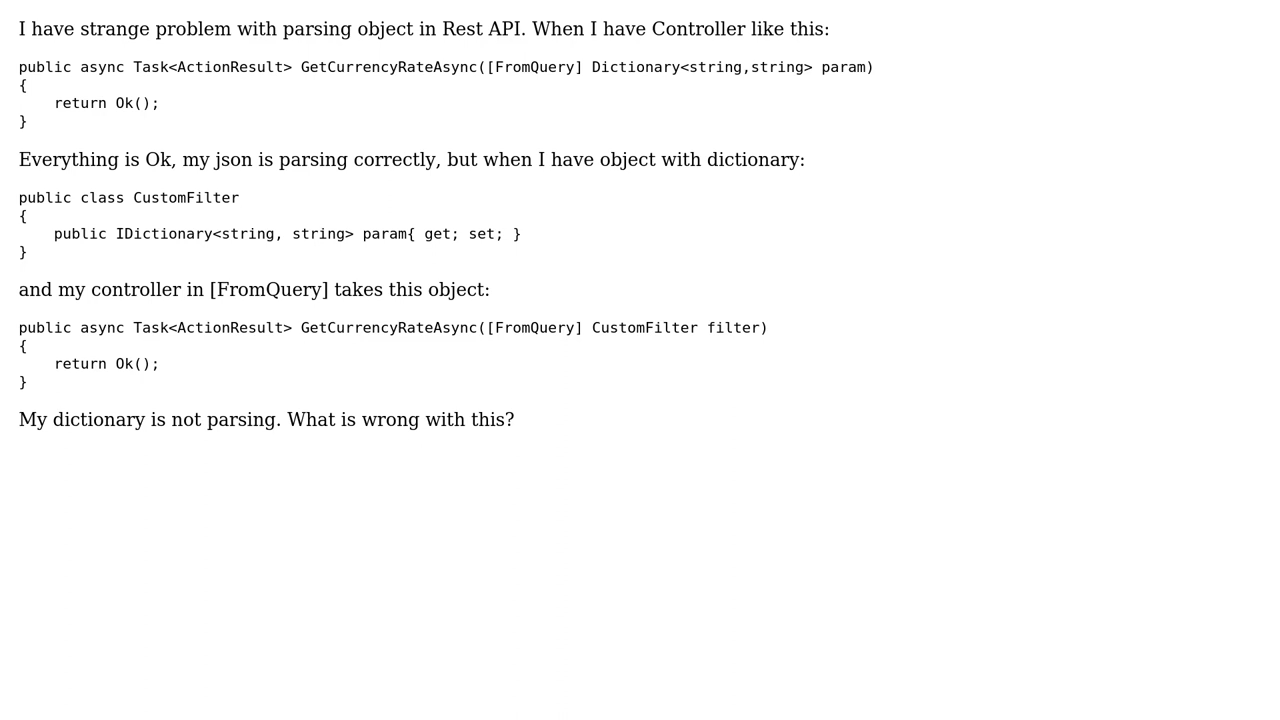 I have strange problem with parsing object in Rest API. When I have Controller like this:
public async Task<ActionResult> GetCurrencyRateAsync([FromQuery] Dictionary<string,string> param)
{
    return Ok();
}
Everything is Ok, my json is parsing correctly, but when I have object with dictionary:
public class CustomFilter
{
    public IDictionary<string, string> param{ get; set; }
}
and my controller in [FromQuery] takes this object:
public async Task<ActionResult> GetCurrencyRateAsync([FromQuery] CustomFilter filter)
{
    return Ok();
}
My dictionary is not parsing. What is wrong with this?